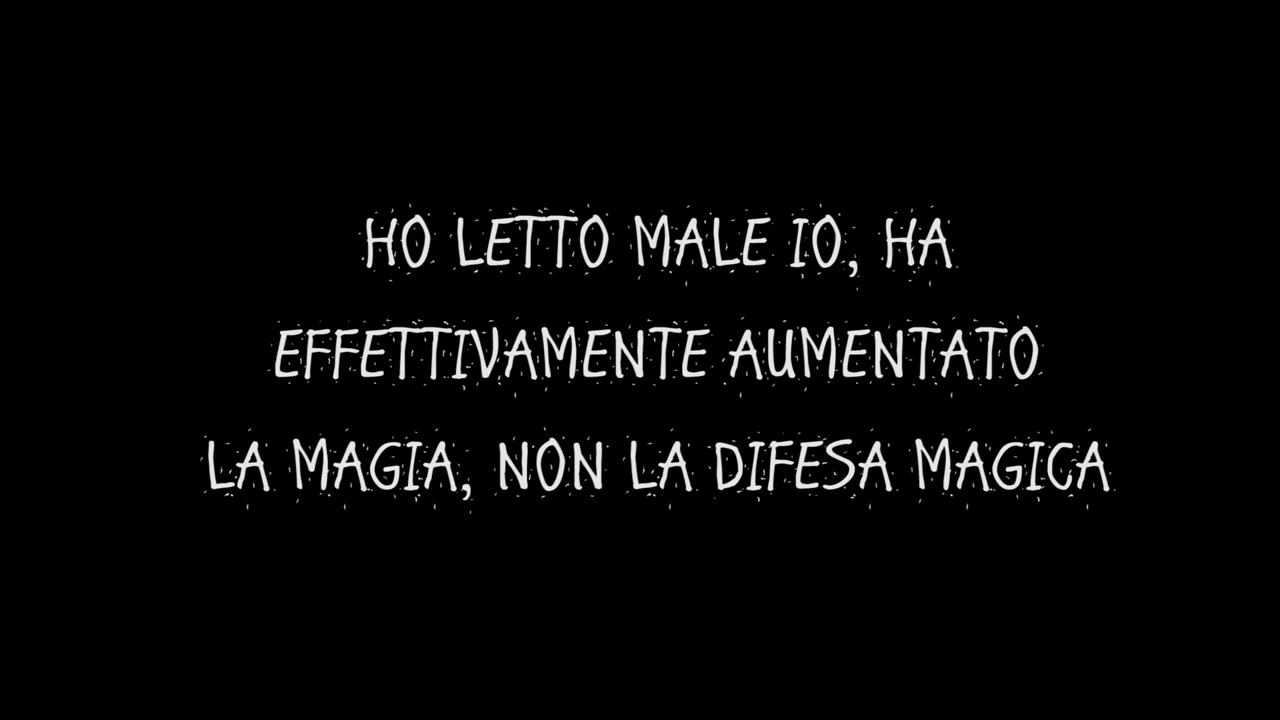 HO LETTO MALE IO, HA
EFFETTIVAMENTE AUMENTATO
LA MAGIA, NON LA DIFESA MAGICA